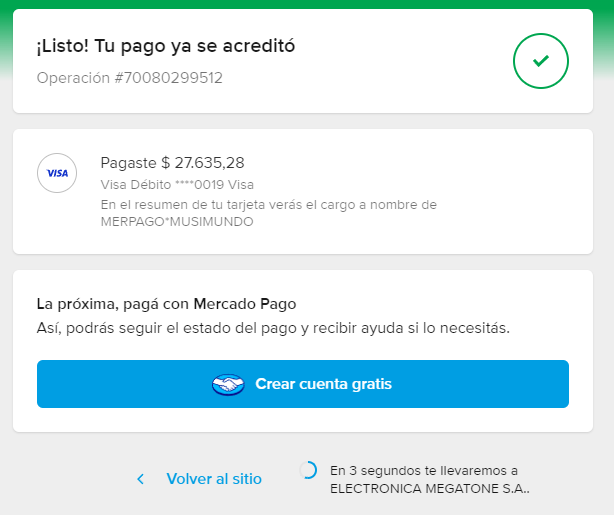 ¡Listo! Tu pago ya se acreditó
Operación #70080299512
VISA
Pagaste $ 27.635,28
Visa Débito ****0019 Visa
En el resumen de tu tarjeta verás el cargo a nombre de
MERPAGO*MUSIMUNDO
La próxima, pagá con Mercado Pago
Así, podrás seguir el estado del pago y recibir ayuda si lo necesitás.
Crear cuenta gratis
Volver al sitio
En 3 segundos te llevaremos a
ELECTRONICA MEGATONE S.A..